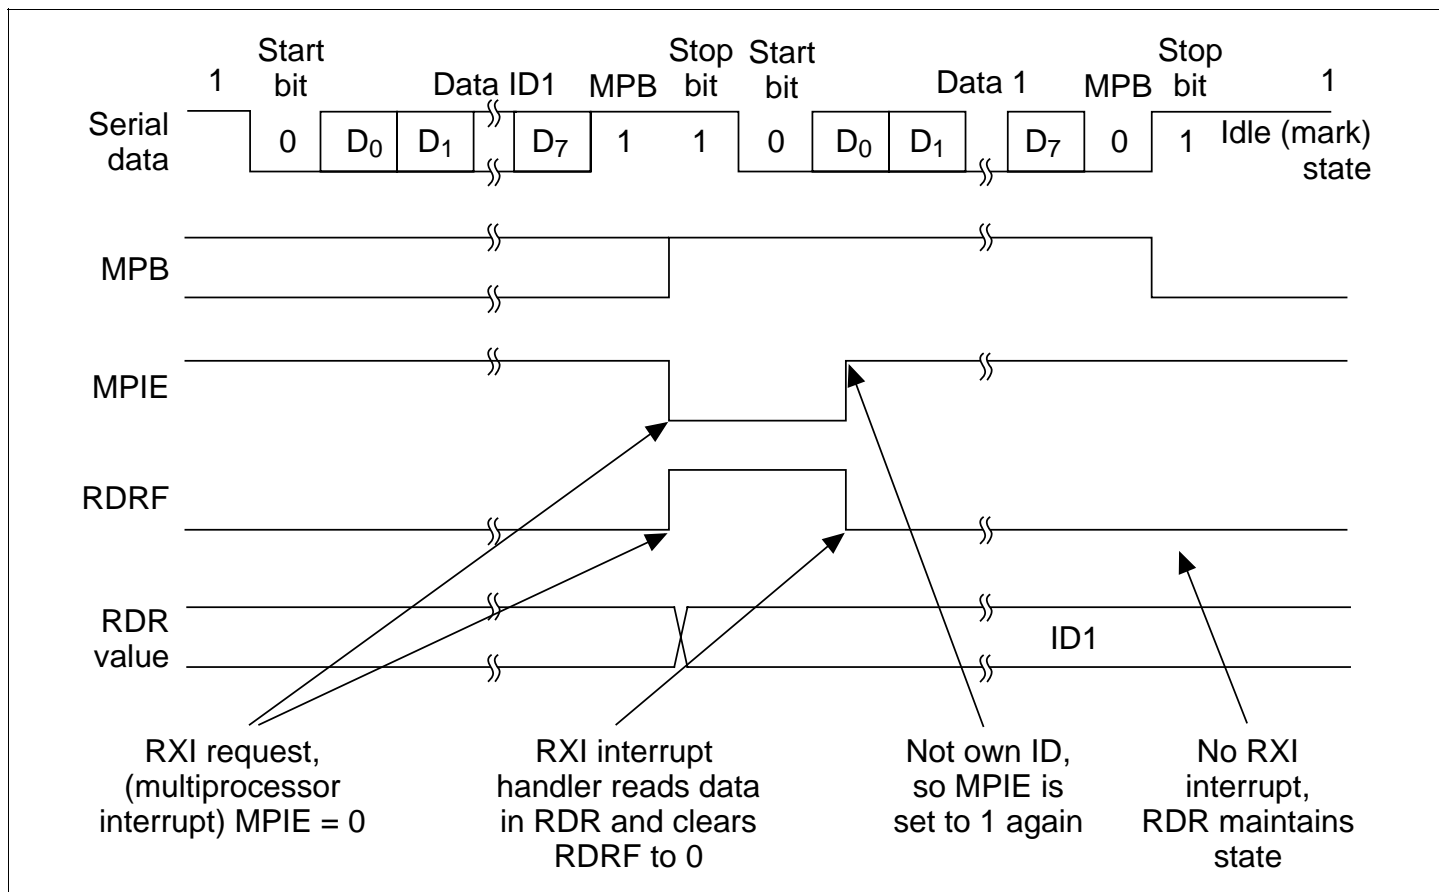 Start bit
Stop bit
Start bit
Stop bit
1
Data ID1
MPB
Data 1
MPB
1
Serial data
0
D0
D1
D7
1
1
0
D0
D1
D7
0
1
Idle (mark) state
MPB
MPIE
RDRF
RDR value
ID1
RXI request,
(multiprocessor
interrupt) MPIE = 0
RXI interrupt
handler reads data
in RDR and clears
RDRF to 0
Not own ID,
so MPIE is
set to 1 again
No RXI
interrupt,
RDR maintains
state